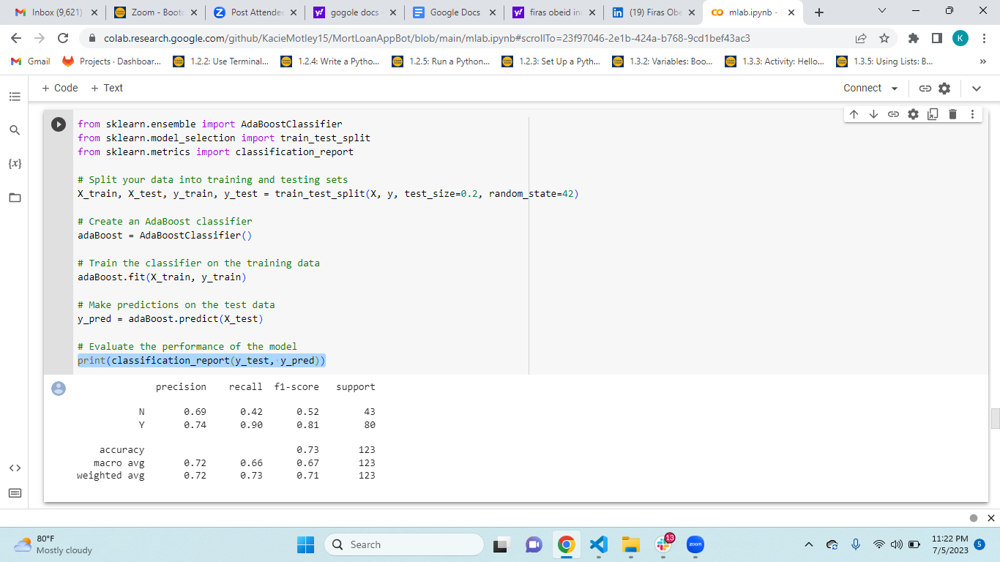 Inbox (9,621)
Zoom - Bootc
Post Attendee
gogole docs -
Google Docs
firas obeid in
(19) Firas Obe
mlab.ipynb -
colab.research.google.com/github/KacieMotley15/MortLoanAppBot/blob/main/mlab.ipynb#scrollTo=23f97046-2e1b-424a-b768-9cd1bef43ac3
K
Gmail
Projects · Dashboar...
1.2.2: Use Terminal...
1.2.4: Write a Pytho...
1.2.5: Run a Python...
1.2.3: Set Up a Pyth...
1.3.2: Variables: Boo...
1.3.3: Activity: Hello...
1.3.5: Using Lists: B...
»
+ Code + Text
Connect
{x}
from sklearn.ensemble import AdaBoostClassifier
from sklearn.model_selection import train_test_split
from sklearn.metrics import classification_report
# Split your data into training and testing sets
X_train, X_test, y_train, y_test = train_test_split(X, y, test_size=0.2, random_state=42)
# Create an AdaBoost classifier
adaBoost = AdaBoostClassifier()
# Train the classifier on the training data
adaBoost.fit(X_train, y_train)
# Make predictions on the test data
y_pred = adaBoost.predict(X_test)
# Evaluate the performance of the model
print(classification_report(y_test, y_pred))
precision recall f1-score support
N 0.69 0.42 0.52 43
Y 0.74 0.90 0.81 80
accuracy 0.73 123
macro avg 0.72 0.66 0.67 123
weighted avg 0.72 0.73 0.71 123
80°F
Mostly cloudy
Search
13
zoom
11:22 PM
7/5/2023
5